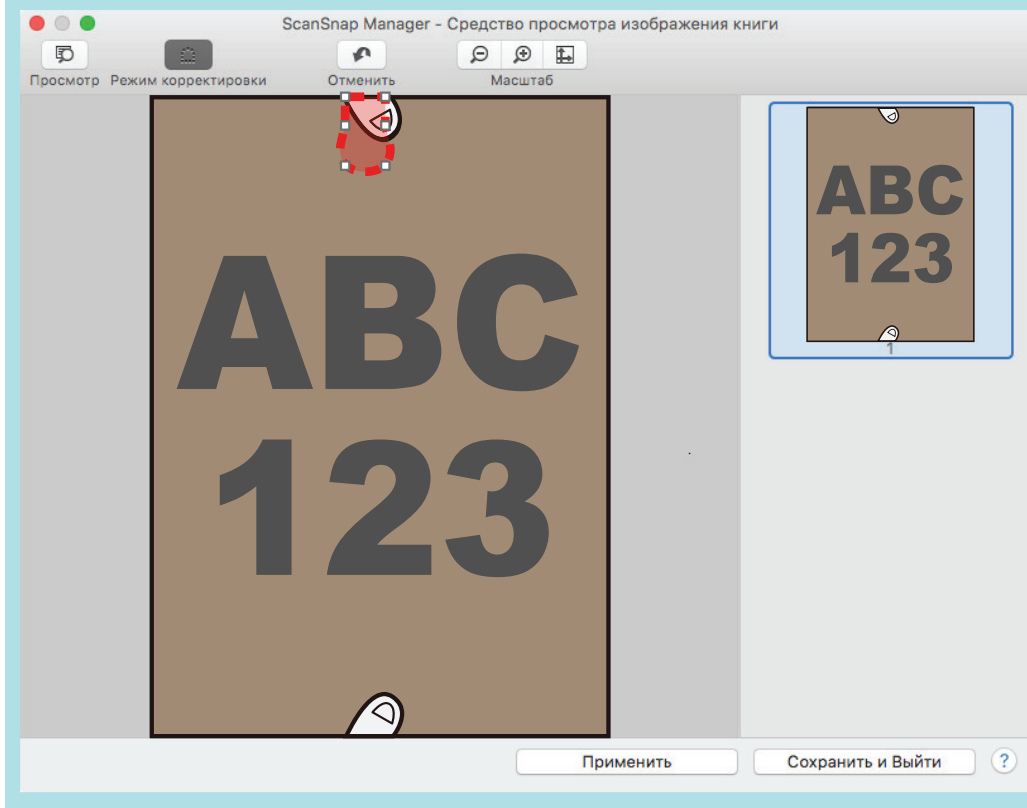 ScanSnap Manager - Средство просмотра изображения книги
Просмотр Режим корректировки Отменить Масштаб
ABC
123
ABC
123
1
Применить Сохранить и Выйти ?